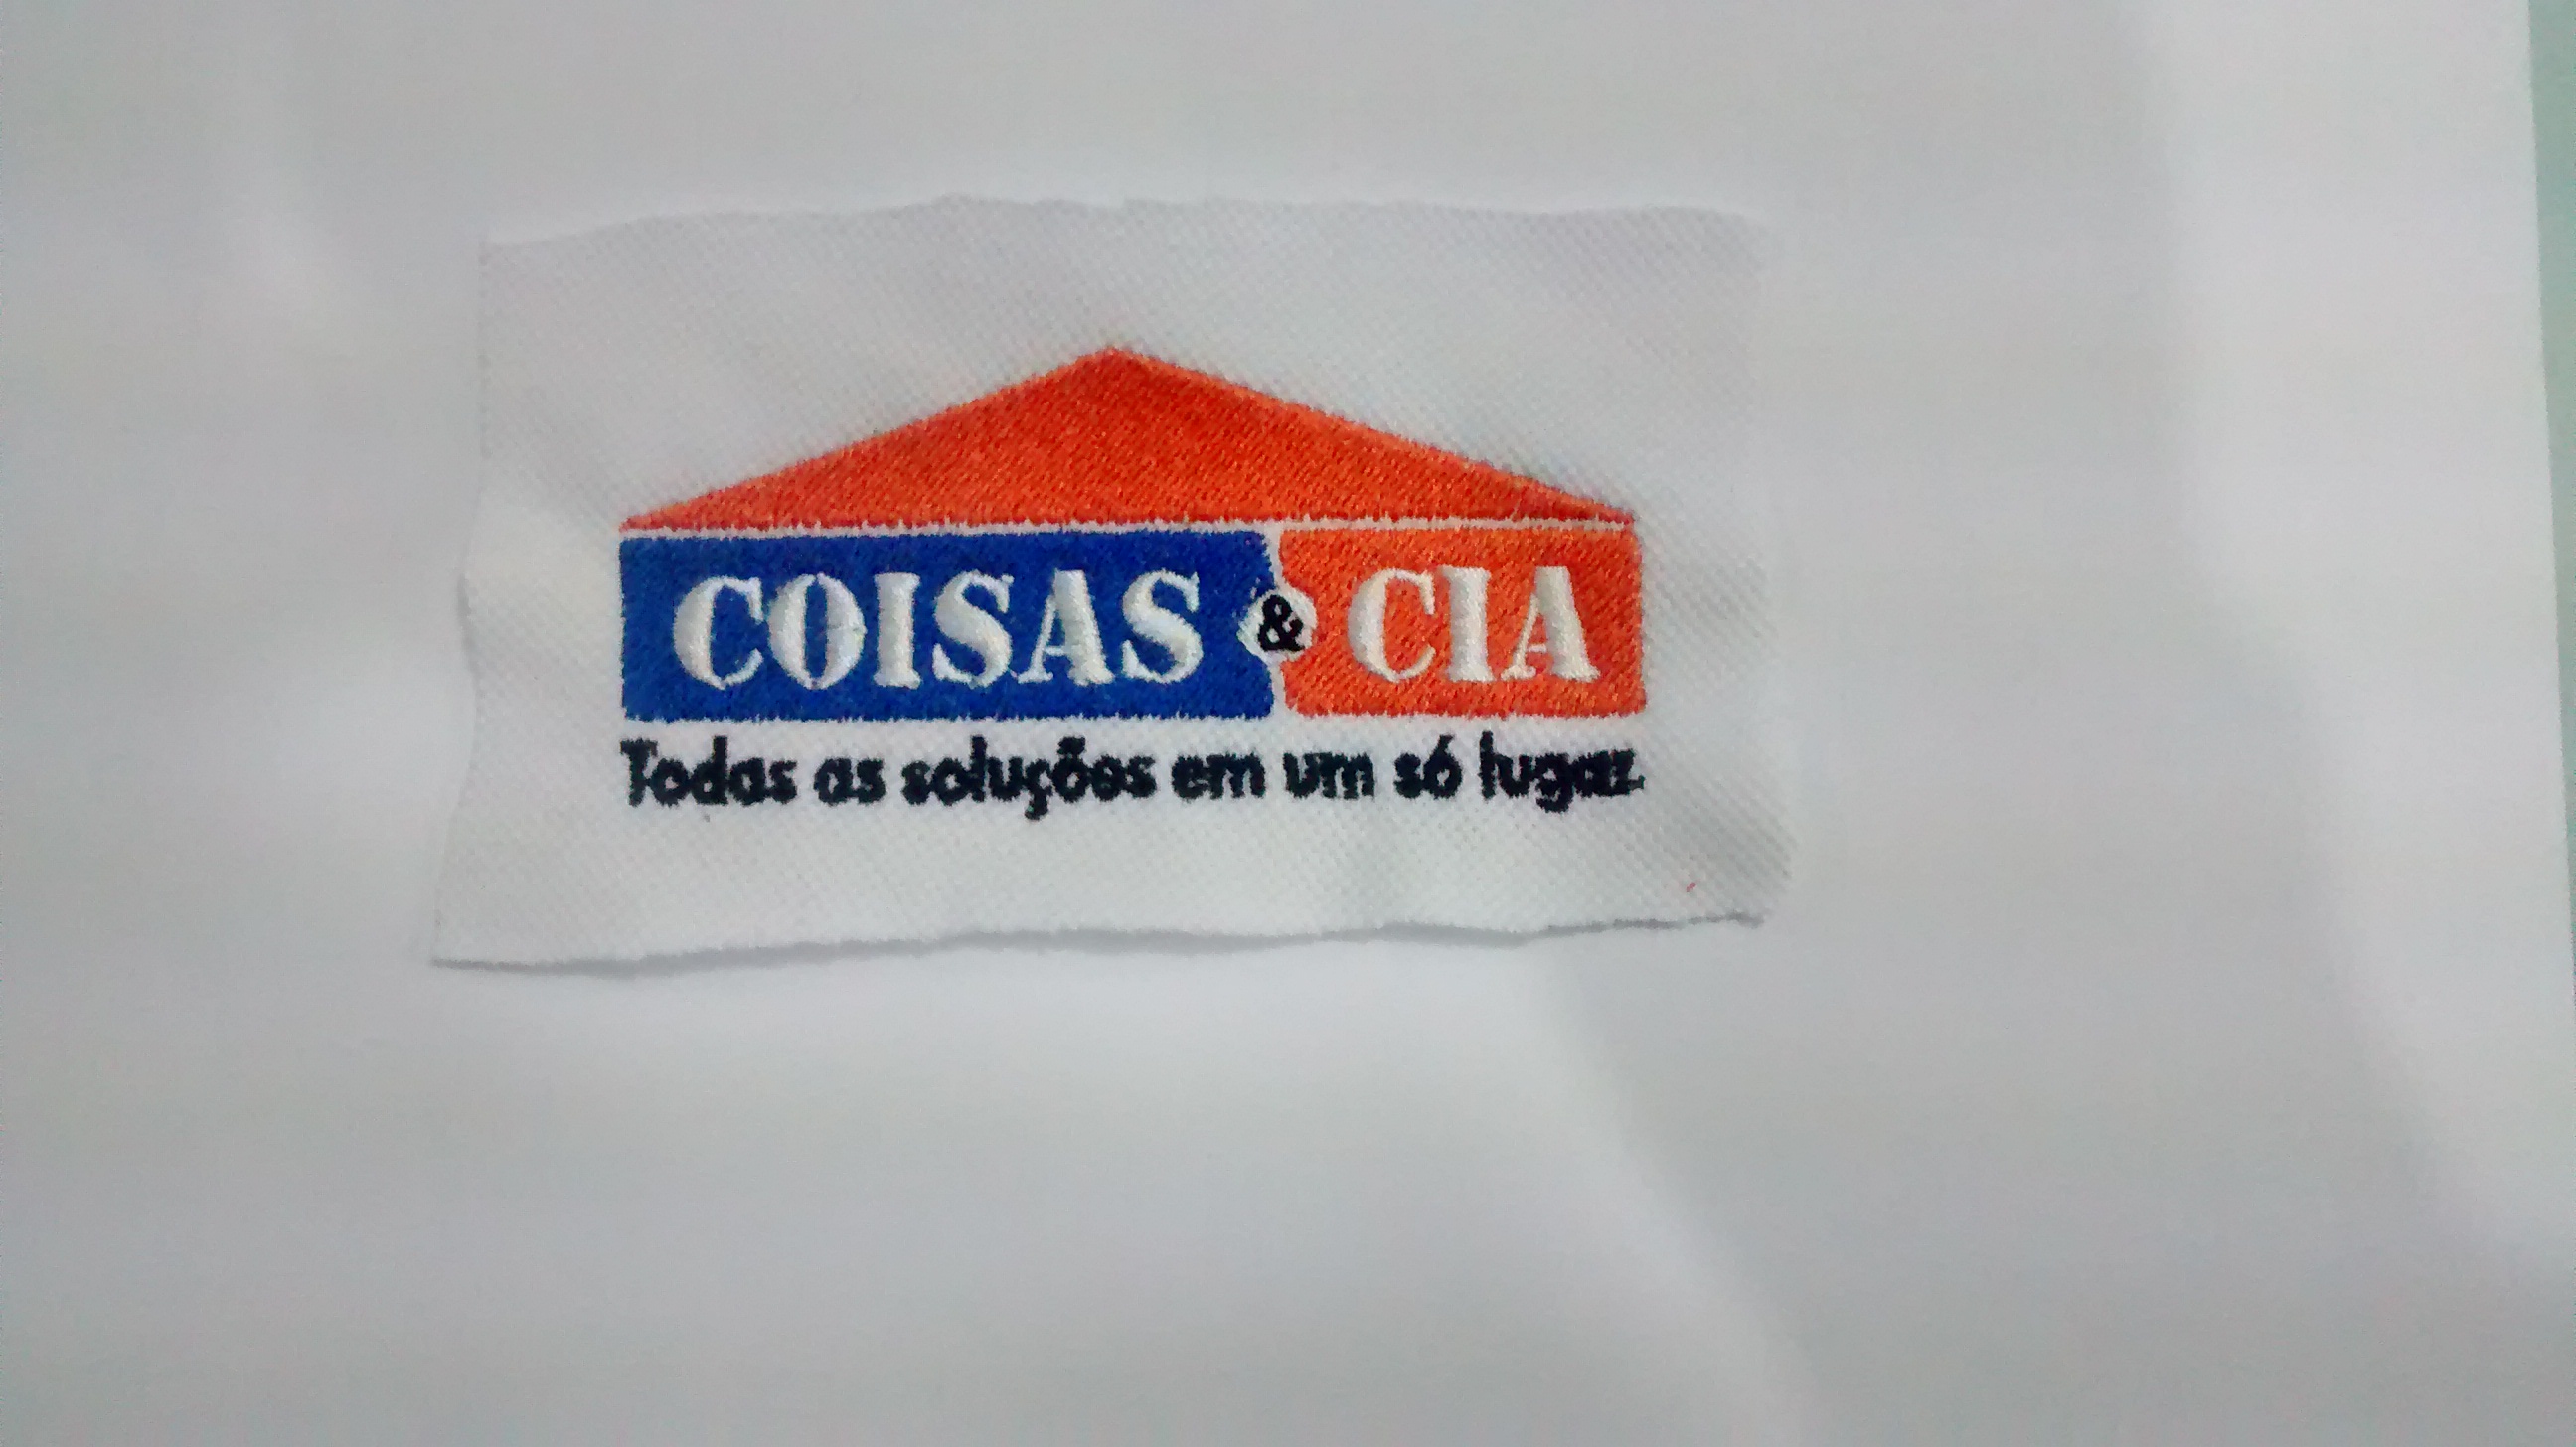 COISAS & CIA
Todas as soluções em um só lugar